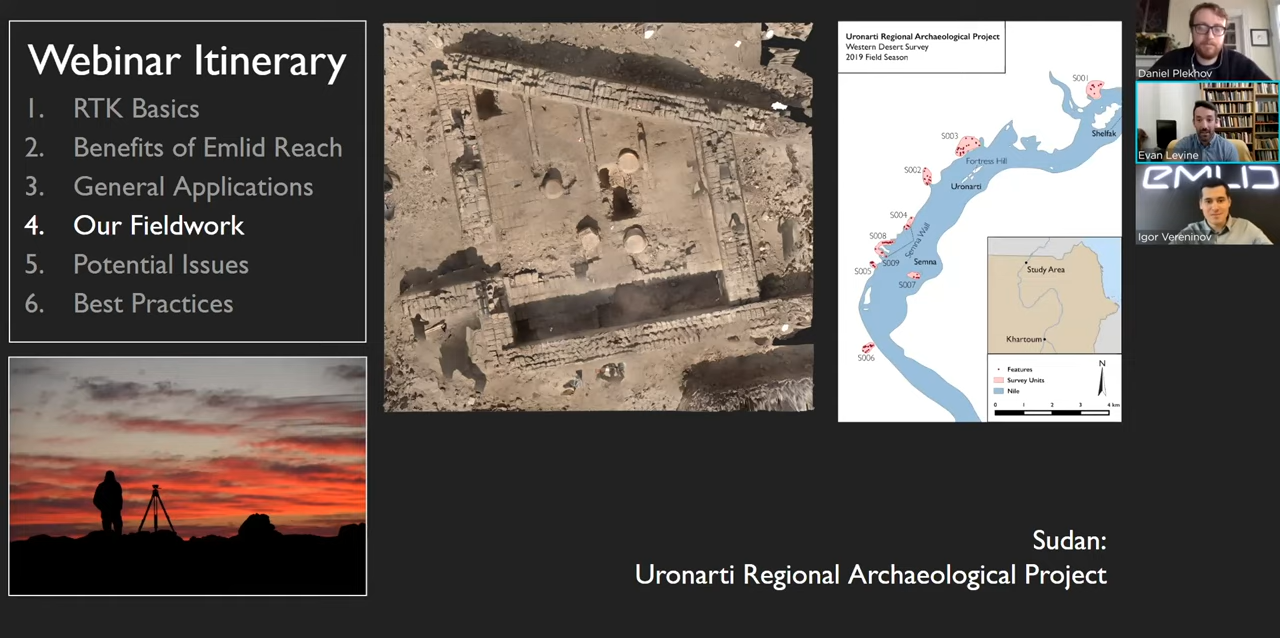 Webinar Itinerary
1. RTK Basics
2. Benefits of Emlid Reach
3. General Applications
4. Our Fieldwork
5. Potential Issues
6. Best Practices
Uronarti Regional Archaeological Project
Western Desert Survey
2019 Field Season
S001
Shelfak
S003
Fortress Hill
S002
Uronarti
S004
Semna Wall
S008
S009
S005
Semna
S007
S006
Study Area
Khartoum
N
Features
Survey Units
Nile
0 1 2 3 4 km
Sudan:
Uronarti Regional Archaeological Project
Daniel Plekhov
Evan Levine
EMLID
Igor Vereninov